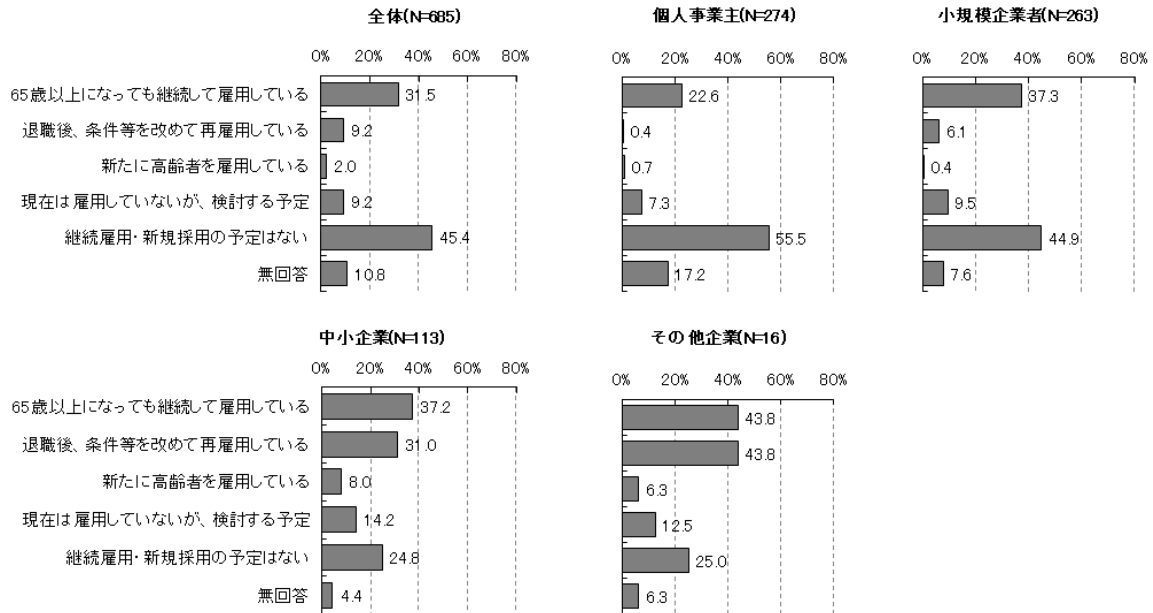 全体(N=685)
個人事業主(N=274)
小規模企業者(N=263)
0% 20% 40% 60% 80%
0% 20% 40% 60% 80%
0% 20% 40% 60% 80%
65歳以上になっても継続して雇用している 31.5 22.6 37.3
退職後、条件等を改めて再雇用している 9.2 0.4 6.1
新たに高齢者を雇用している 2.0 0.7 0.4
現在は雇用していないが、検討する予定 9.2 7.3 9.5
継続雇用・新規採用の予定はない 45.4 55.5 44.9
無回答 10.8 17.2 7.6
中小企業(N=113)
その他企業(N=16)
0% 20% 40% 60% 80%
0% 20% 40% 60% 80%
65歳以上になっても継続して雇用している 37.2 43.8
退職後、条件等を改めて再雇用している 31.0 43.8
新たに高齢者を雇用している 8.0 6.3
現在は雇用していないが、検討する予定 14.2 12.5
継続雇用・新規採用の予定はない 24.8 25.0
無回答 4.4 6.3